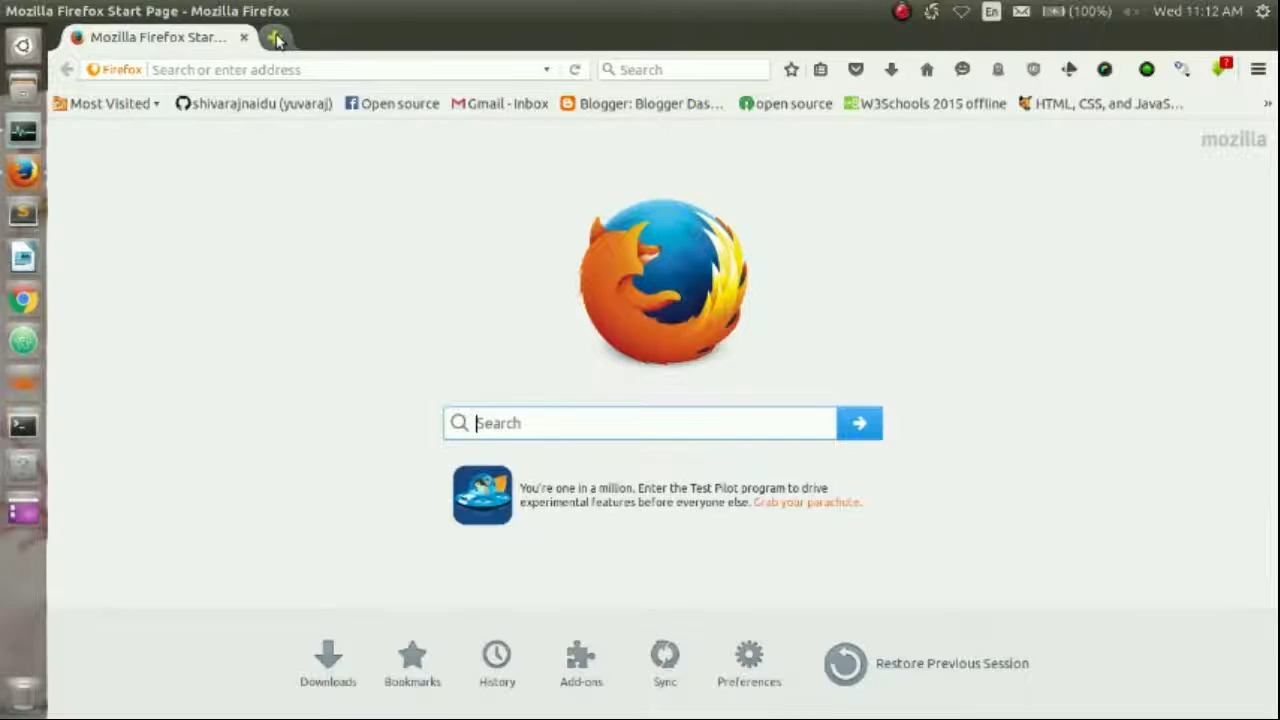 Mozilla Firefox Start Page - Mozilla Firefox
En
(100%)
Wed 11:12 AM
Mozilla Firefox Star...
Firefox
Search or enter address
Search
?
Most Visited
shivarajnaidu (yuvaraj)
Open source
Gmail - Inbox
Blogger: Blogger Das...
open source
W3Schools 2015 offline
HTML, CSS, and JavaS...
»
mozilla
Search
You're one in a million. Enter the Test Pilot program to drive
experimental features before everyone else. Grab your parachute.
Downloads
Bookmarks
History
Add-ons
Sync
Preferences
Restore Previous Session